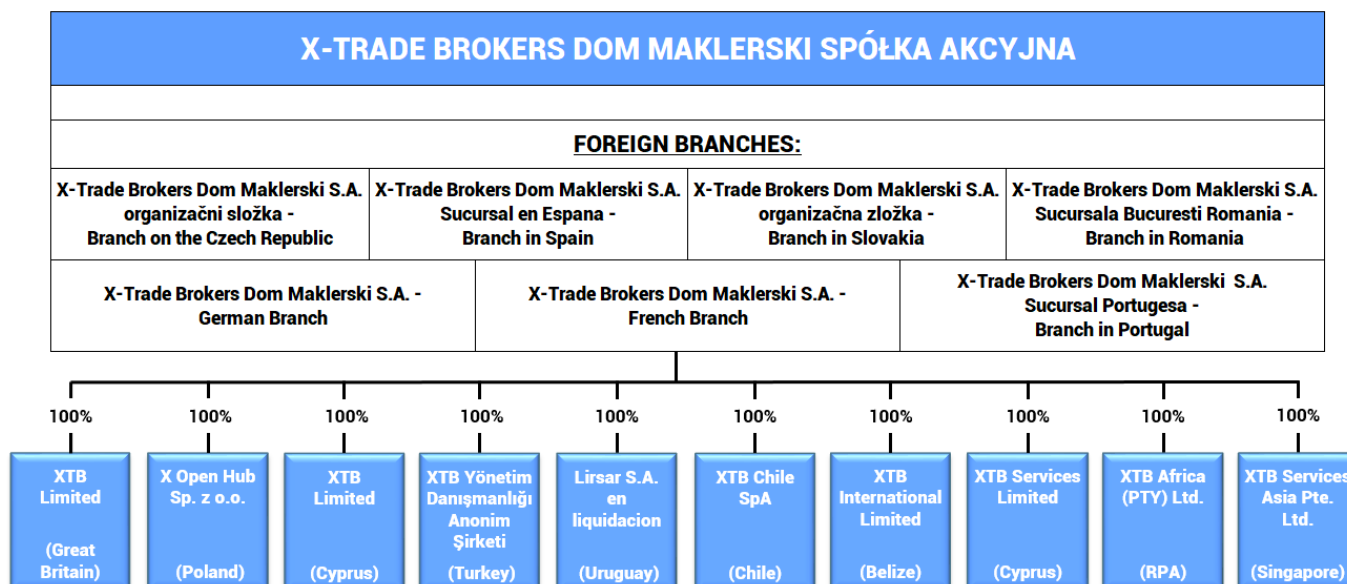 X-TRADE BROKERS DOM MAKLERSKI SPÓŁKA AKCYJNA
FOREIGN BRANCHES:
X-Trade Brokers Dom Maklerski S.A.
organizačni složka -
Branch on the Czech Republic
X-Trade Brokers Dom Maklerski S.A.
Sucursal en Espana -
Branch in Spain
X-Trade Brokers Dom Maklerski S.A.
organizačna zložka -
Branch in Slovakia
X-Trade Brokers Dom Maklerski S.A.
Sucursala Bucuresti Romania -
Branch in Romania
X-Trade Brokers Dom Maklerski S.A. -
German Branch
X-Trade Brokers Dom Maklerski S.A. -
French Branch
X-Trade Brokers Dom Maklerski S.A.
Sucursal Portugesa -
Branch in Portugal
100%
100%
100%
100%
100%
100%
100%
100%
100%
100%
XTB
Limited
(Great
Britain)
X Open Hub
Sp. z o.o.
(Poland)
XTB
Limited
(Cyprus)
XTB Yönetim
Danışmanlığı
Anonim
Şirketi
(Turkey)
Lirsar S.A.
en
liquidacion
(Uruguay)
XTB Chile
SpA
(Chile)
XTB
International
Limited
(Belize)
XTB Services
Limited
(Cyprus)
XTB Africa
(PTY) Ltd.
(RPA)
XTB Services
Asia Pte.
Ltd.
(Singapore)